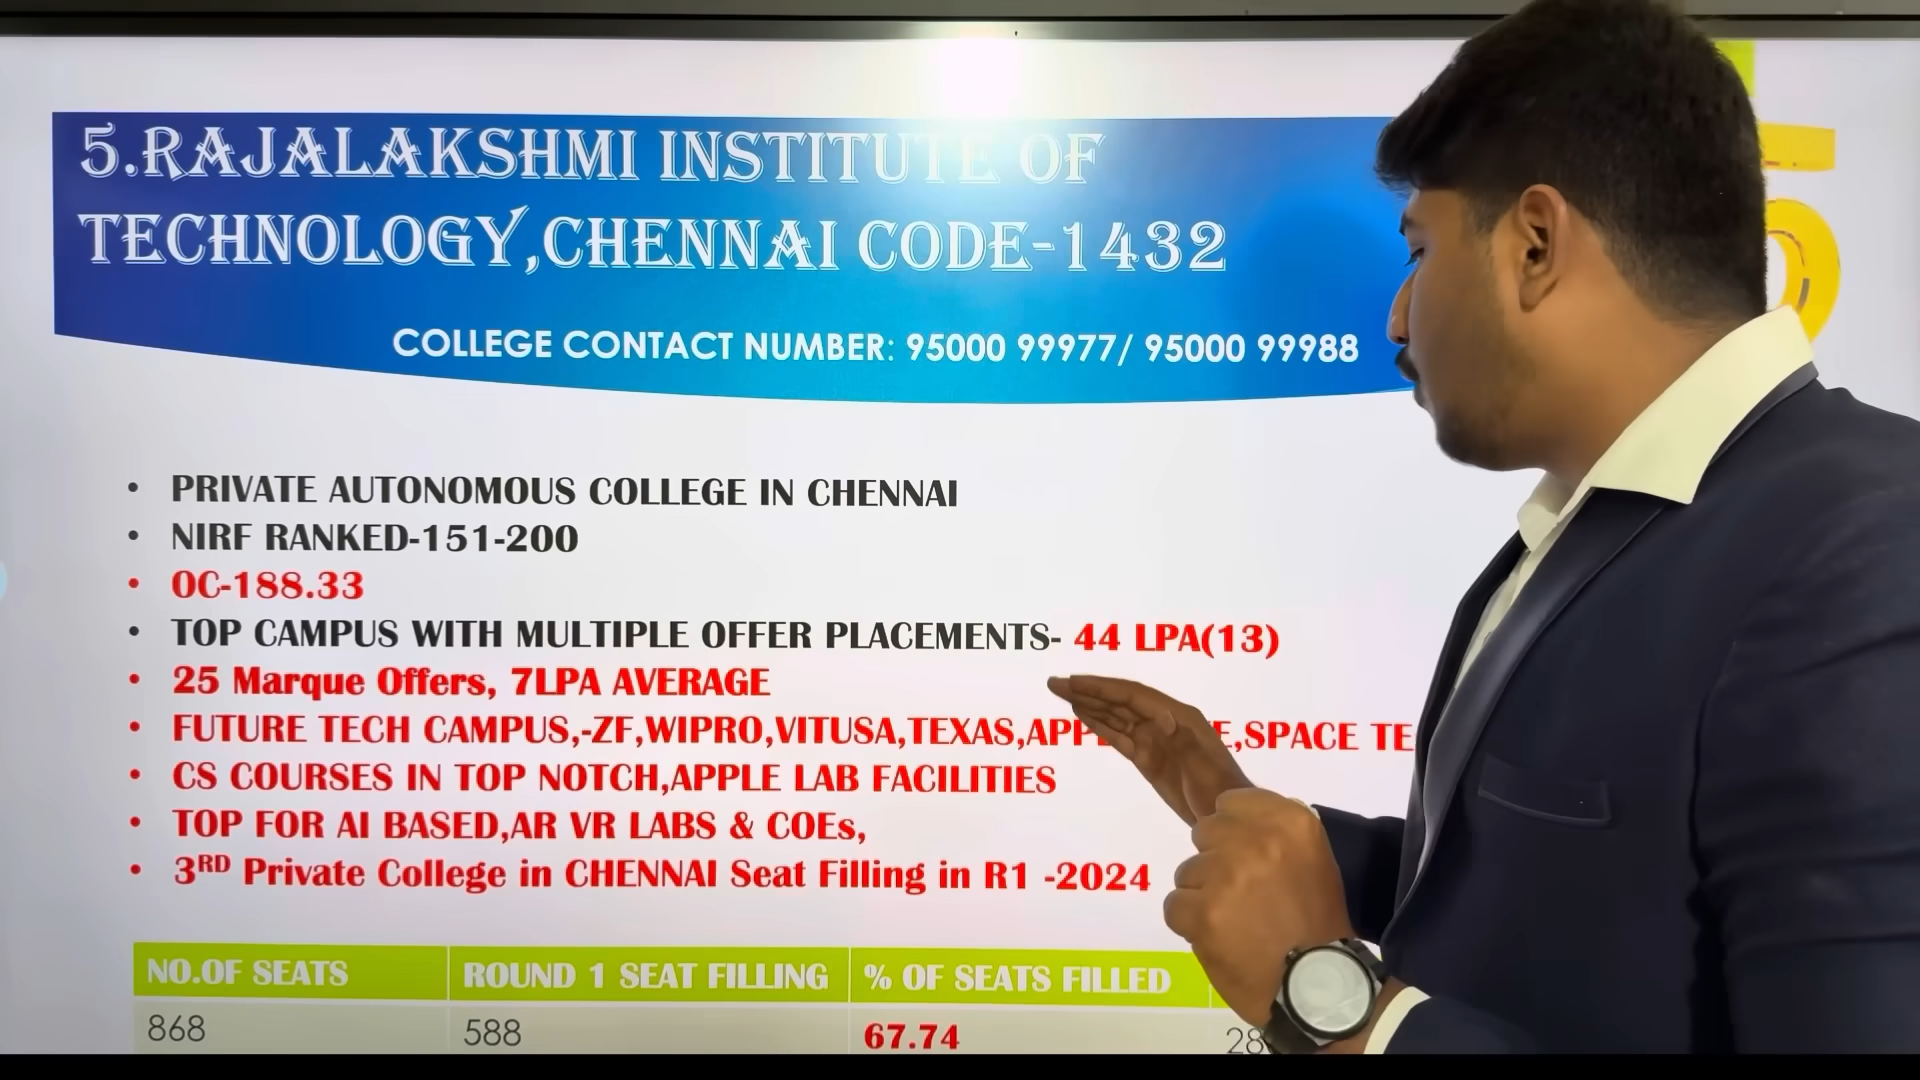 5.RAJALAKSHMI INSTITUTE OF
TECHNOLOGY,CHENNAI CODE-1432
COLLEGE CONTACT NUMBER: 95000 99977/ 95000 99988
• PRIVATE AUTONOMOUS COLLEGE IN CHENNAI
• NIRF RANKED-151-200
• OC-188.33
• TOP CAMPUS WITH MULTIPLE OFFER PLACEMENTS- 44 LPA(13)
• 25 Marque Offers, 7LPA AVERAGE
• FUTURE TECH CAMPUS,-ZF,WIPRO,VITUSA,TEXAS,SPACE
• CS COURSES IN TOP NOTCH,APPLE LAB FACILITIES
• TOP FOR AI BASED,AR VR LABS & COEs,
• 3RD Private College in CHENNAI Seat Filling in R1 -2024
NO.OF SEATS ROUND 1 SEAT FILLING % OF SEATS FILLED
868 588 67.74